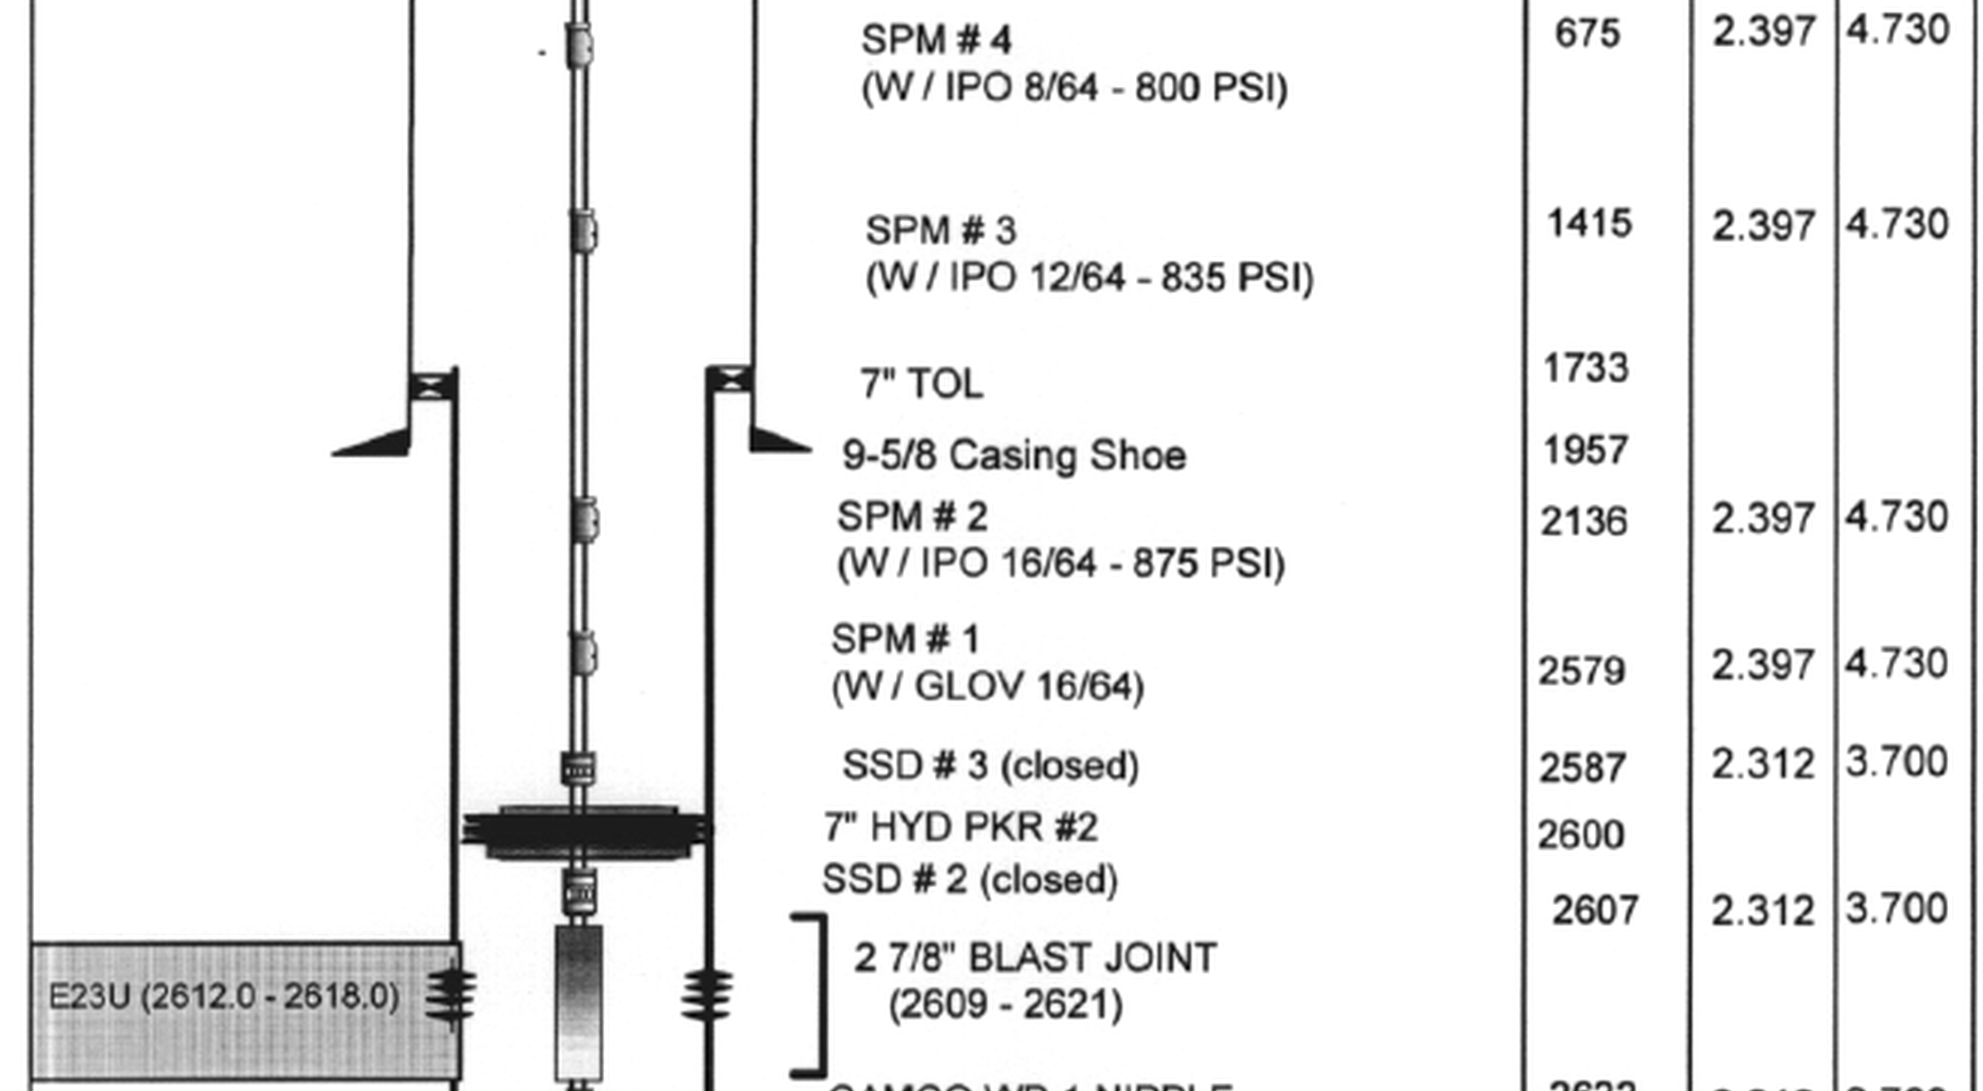 SPM # 4 675 2.397 4.730
(W / IPO 8/64 - 800 PSI)
SPM # 3 1415 2.397 4.730
(W / IPO 12/64 - 835 PSI)
7" TOL 1733
9-5/8 Casing Shoe 1957
SPM # 2 2136 2.397 4.730
(W / IPO 16/64 - 875 PSI)
SPM # 1 2579 2.397 4.730
(W / GLOV 16/64)
SSD # 3 (closed) 2587 2.312 3.700
7" HYD PKR #2 2600
SSD # 2 (closed) 2607 2.312 3.700
2 7/8" BLAST JOINT
E23U (2612.0 - 2618.0) (2609 - 2621)